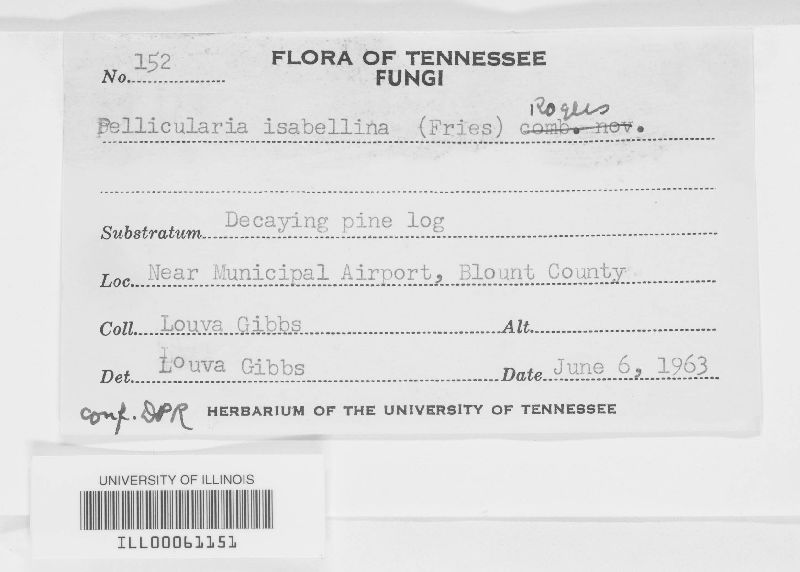 No. 152
FLORA OF TENNESSEE
FUNGI
Pellicularia isabellina (Fries) comb. nov. Rogers
Substratum Decaying pine log
Loc. Near Municipal Airport, Blount County
Coll. Louva Gibbs Alt.
Det. Louva Gibbs Date June 6, 1963
conf. DPR HERBARIUM OF THE UNIVERSITY OF TENNESSEE
UNIVERSITY OF ILLINOIS
ILL00061151